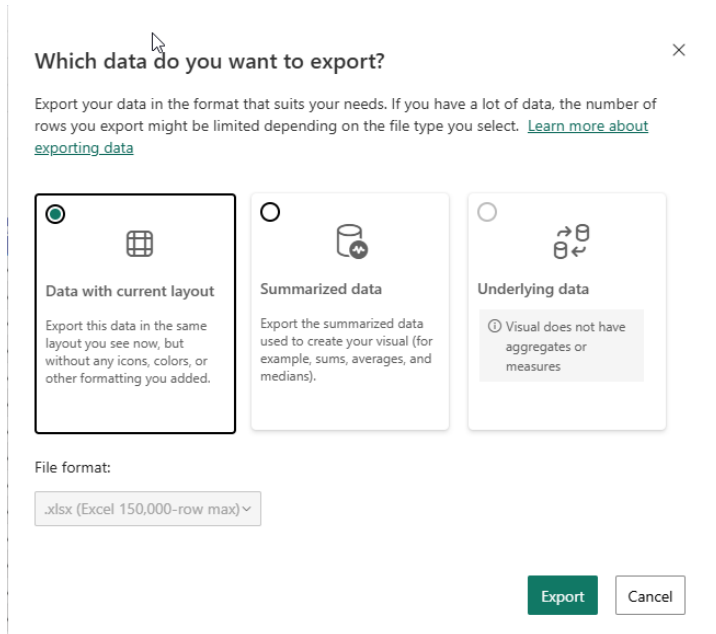 Which data do you want to export?
Export your data in the format that suits your needs. If you have a lot of data, the number of
rows you export might be limited depending on the file type you select. Learn more about
exporting data
Data with current layout
Export this data in the same
layout you see now, but
without any icons, colors, or
other formatting you added.
Summarized data
Export the summarized data
used to create your visual (for
example, sums, averages, and
medians).
Underlying data
Visual does not have
aggregates or
measures
File format:
.xlsx (Excel 150,000-row max)
Export
Cancel